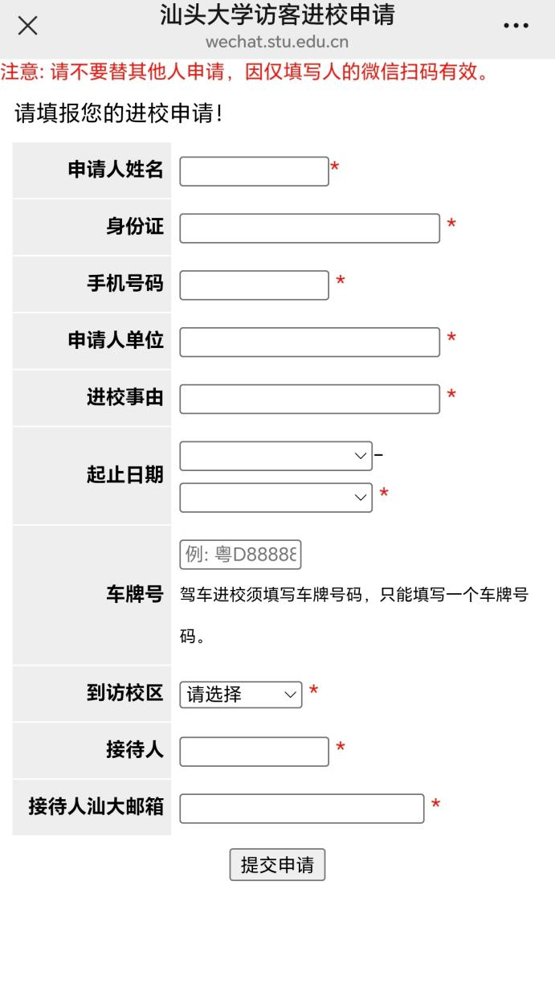 汕头大学访客进校申请
wechat.stu.edu.cn
注意: 请不要替其他人申请，因仅填写人的微信扫码有效。
请填报您的进校申请!
申请人姓名 *
身份证 *
手机号码 *
申请人单位 *
进校事由 *
起止日期 –
*
例: 粤D88888
车牌号 驾车进校须填写车牌号码，只能填写一个车牌号
码。
到访校区 请选择 *
接待人 *
接待人汕大邮箱 *
提交申请